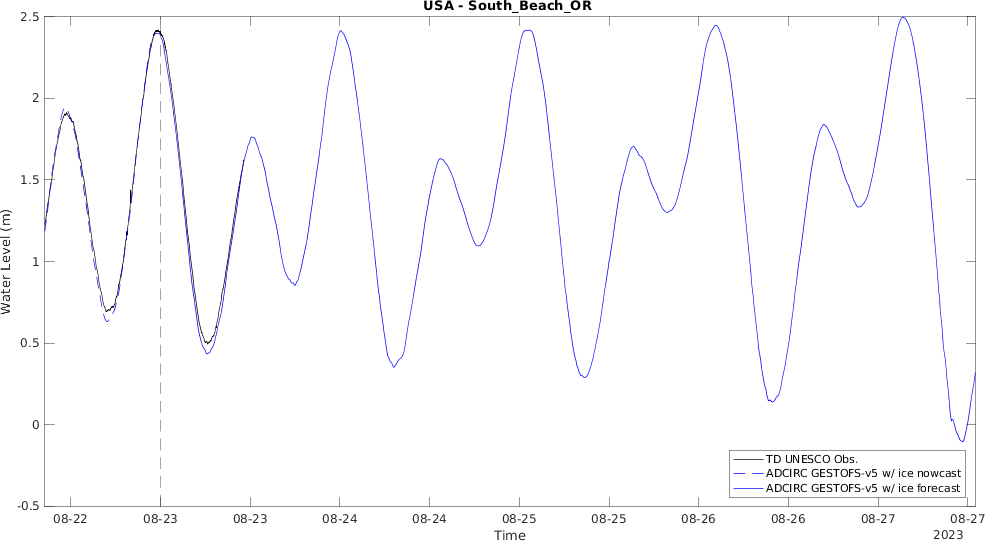 USA - South_Beach_OR
2.5
2
1.5
1
0.5
0
-0.5
Water Level (m)
TD UNESCO Obs.
ADCIRC GESTOFS-v5 w/ ice nowcast
ADCIRC GESTOFS-v5 w/ ice forecast
08-22 08-23 08-23 08-24 08-24 08-25 08-25 08-26 08-26 08-27 08-27
Time 2023